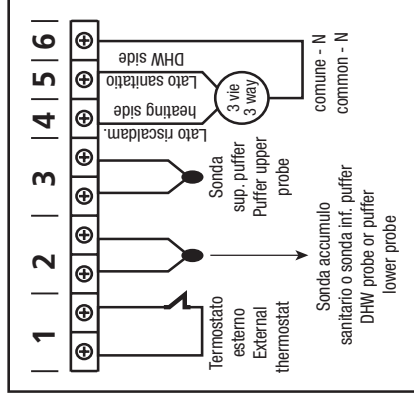 1 2 3 4 5 6
Termostato
esterno
External
thermostat
Sonda accumulo
sanitario o sonda inf. puffer
DHW probe or puffer
lower probe
Sonda
sup. puffer
Puffer upper
probe
Lato riscaldam.
heating side
Lato sanitatio
DHW side
3 vie
3 way
comune - N
common - N